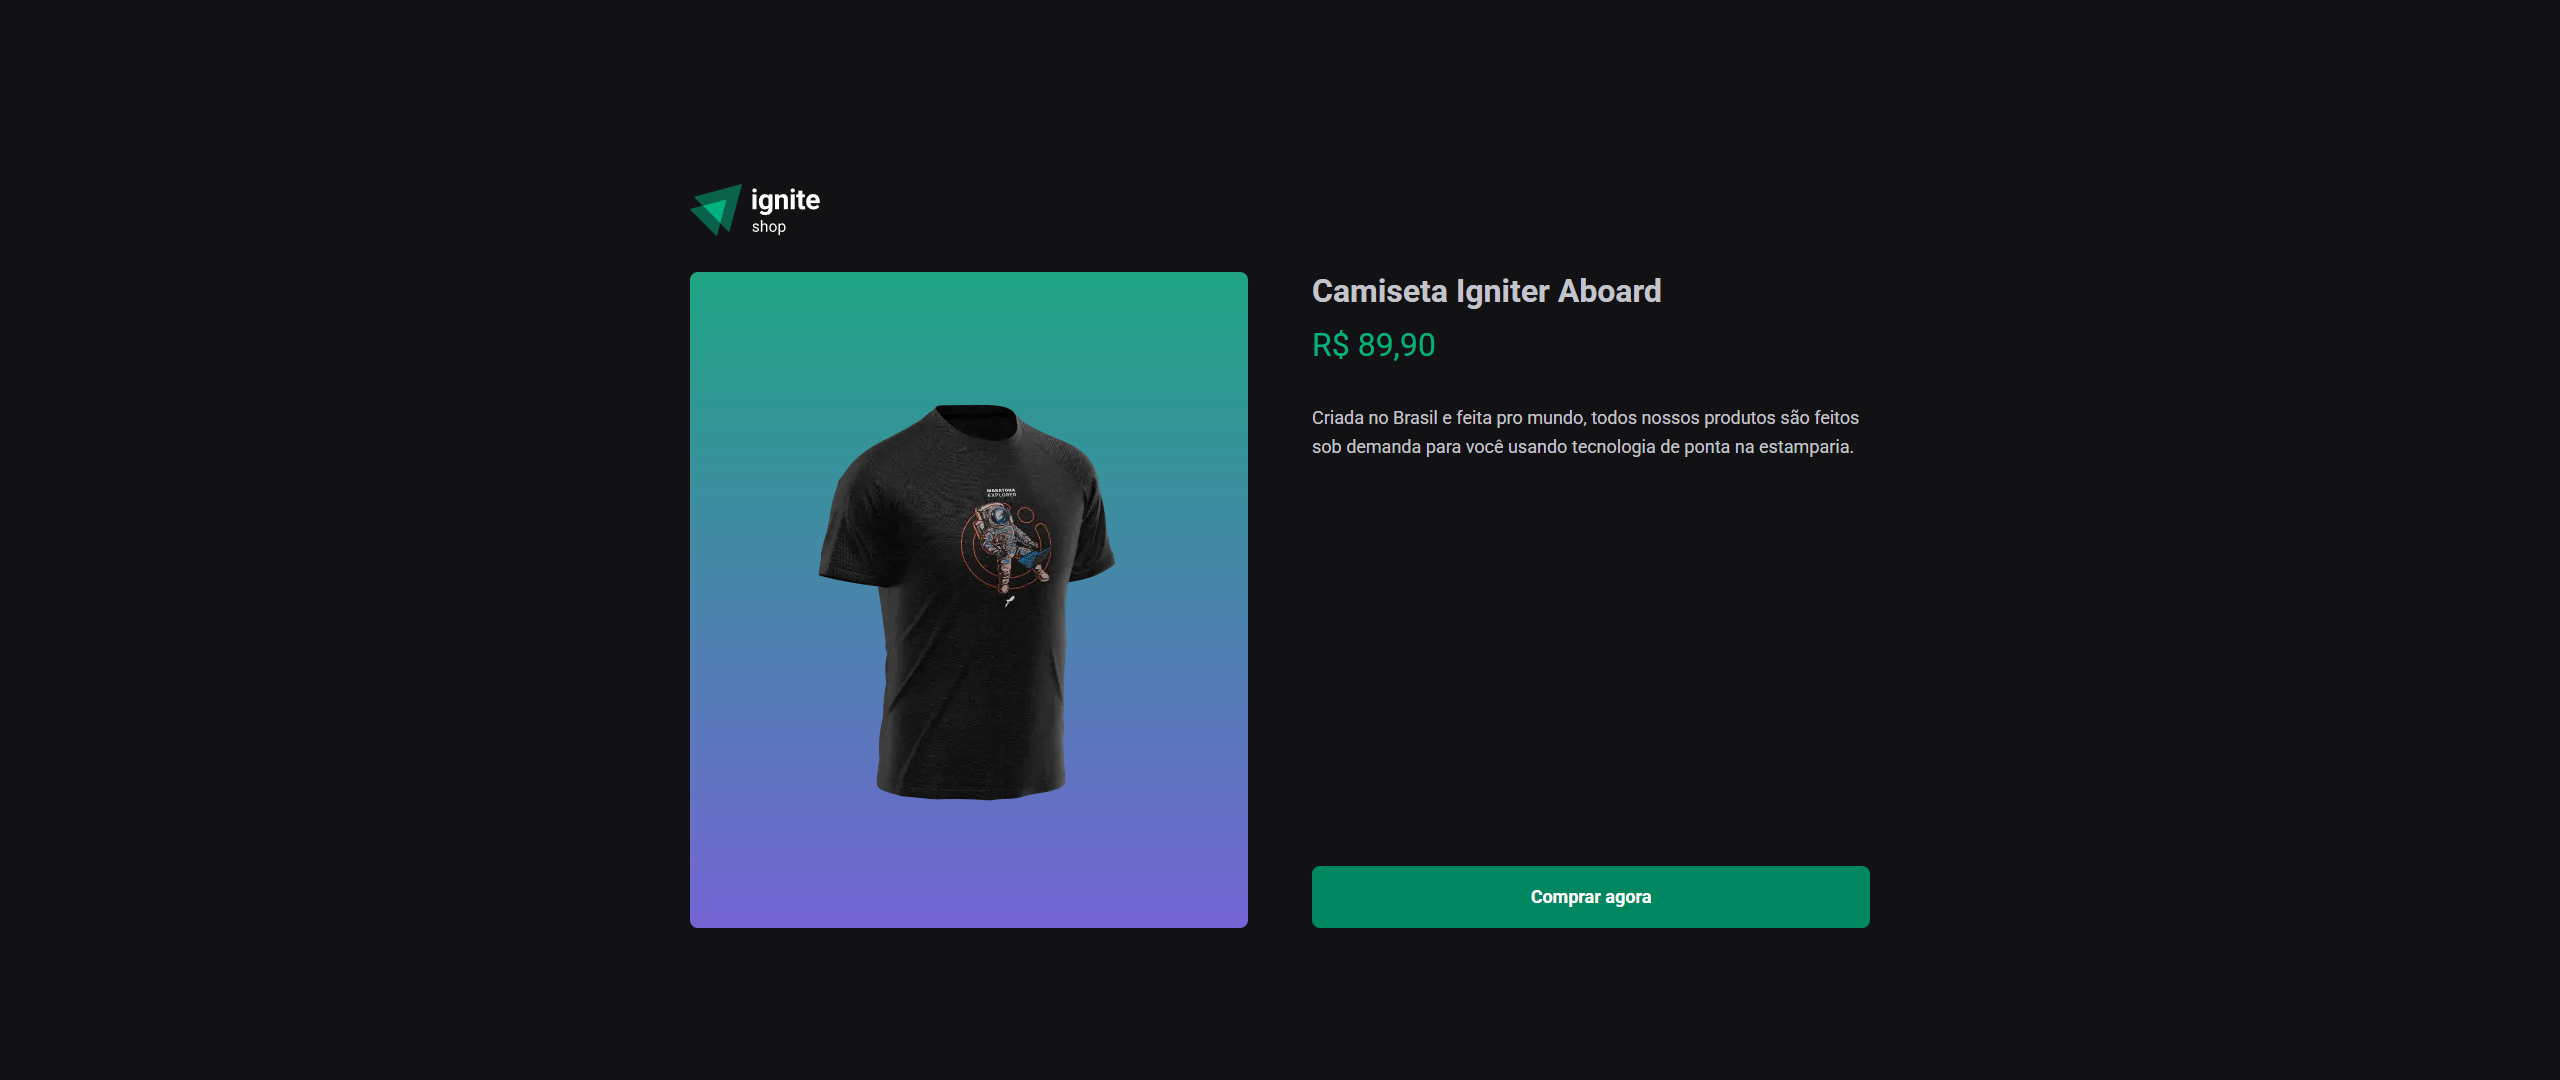 ignite
shop
Camiseta Igniter Aboard
R$ 89,90
Criada no Brasil e feita pro mundo, todos nossos produtos são feitos
sob demanda para você usando tecnologia de ponta na estamparia.
EXPLORER
Comprar agora